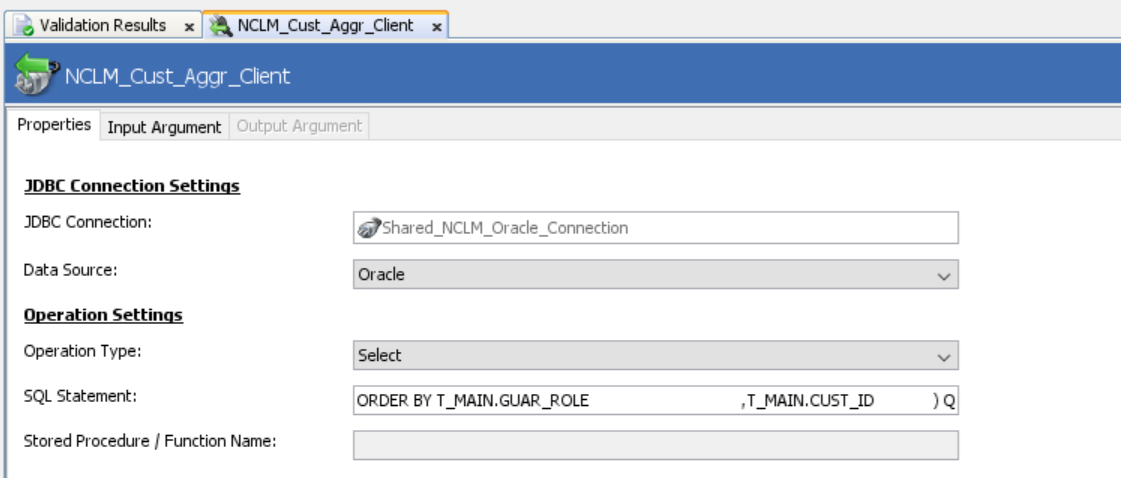 Validation Results x NCLM_Cust_Aggr_Client x
NCLM_Cust_Aggr_Client
Properties Input Argument Output Argument
JDBC Connection Settings
JDBC Connection: Shared_NCLM_Oracle_Connection
Data Source: Oracle
Operation Settings
Operation Type: Select
SQL Statement: ORDER BY T_MAIN.GUAR_ROLE ,T_MAIN.CUST_ID ) Q
Stored Procedure / Function Name: